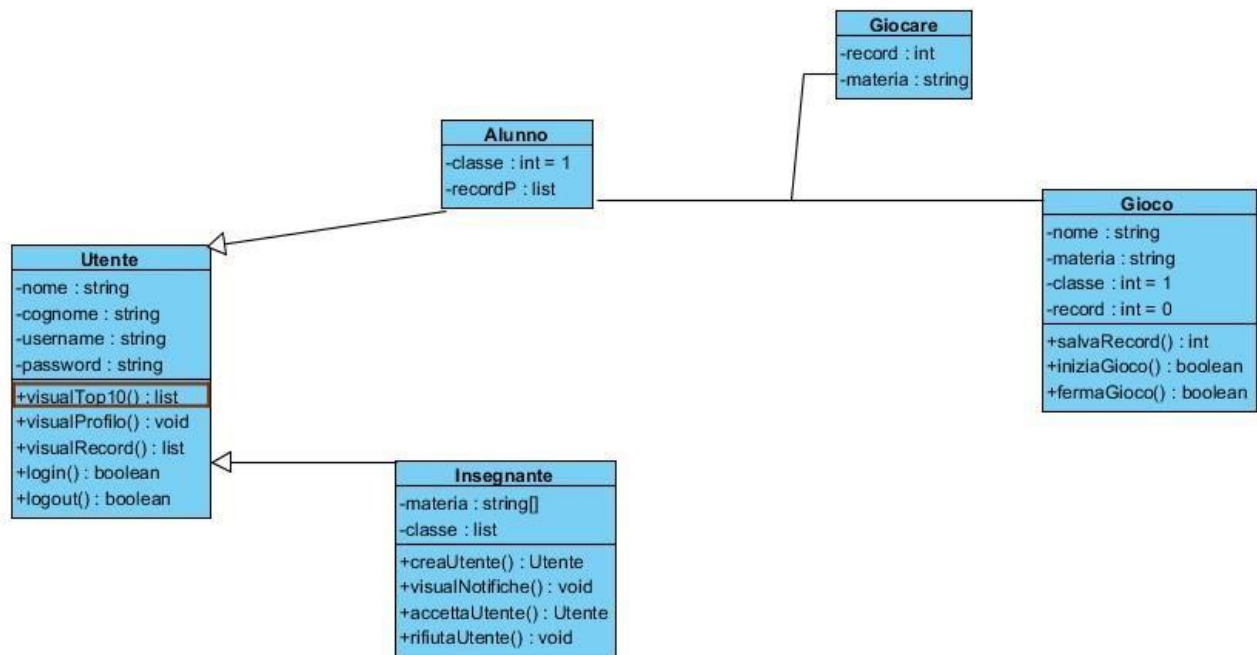 Giocare
-record : int
-materia : string
Alunno
-classe : int = 1
-recordP : list
Gioco
-nome : string
-materia : string
-classe : int = 1
-record : int = 0
+salvaRecord() : int
+iniziaGioco() : boolean
+fermaGioco() : boolean
Utente
-nome : string
-cognome : string
-username : string
-password : string
+visualTop10() : list
+visualProfilo() : void
+visualRecord() : list
+login() : boolean
+logout() : boolean
Insegnante
-materia : string[]
-classe : list
+creaUtente() : Utente
+visualNotifiche() : void
+accettaUtente() : Utente
+rifiutaUtente() : void